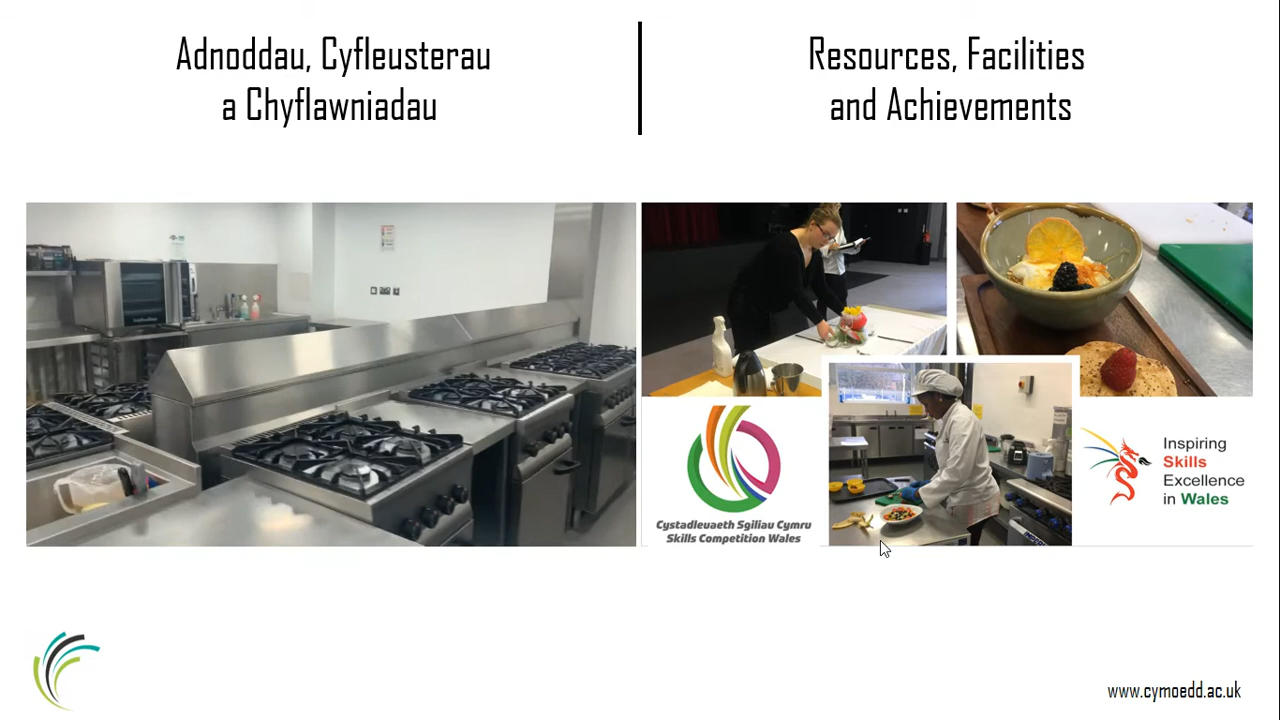 Adnoddau, Cyfleusterau
a Chyflawniadau
Resources, Facilities
and Achievements
Cystadleuaeth Sgiliau Cymru
Skills Competition Wales
Inspiring
Skills
Excellence
in Wales
www.cymoedd.ac.uk